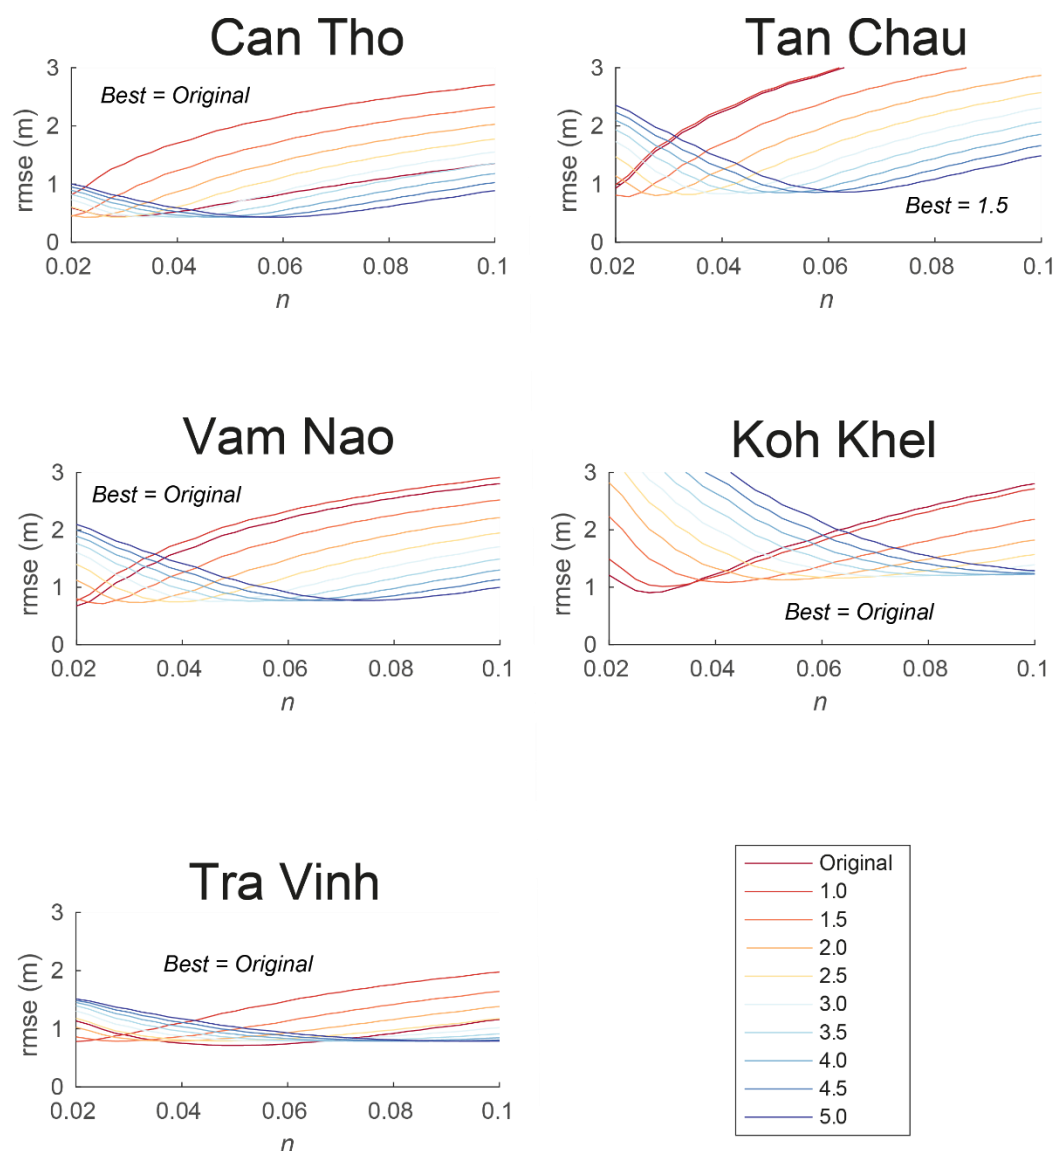 Can Tho
3
2
1
0
rmse (m)
Best = Original
0.02
0.04
0.06
0.08
0.1
n
Tan Chau
3
2
1
0
rmse (m)
Best = 1.5
0.02
0.04
0.06
0.08
0.1
n
Vam Nao
3
2
1
0
rmse (m)
Best = Original
0.02
0.04
0.06
0.08
0.1
n
Koh Khel
3
2
1
0
rmse (m)
Best = Original
0.02
0.04
0.06
0.08
0.1
n
Tra Vinh
3
2
1
0
rmse (m)
Best = Original
0.02
0.04
0.06
0.08
0.1
n
Original
1.0
1.5
2.0
2.5
3.0
3.5
4.0
4.5
5.0